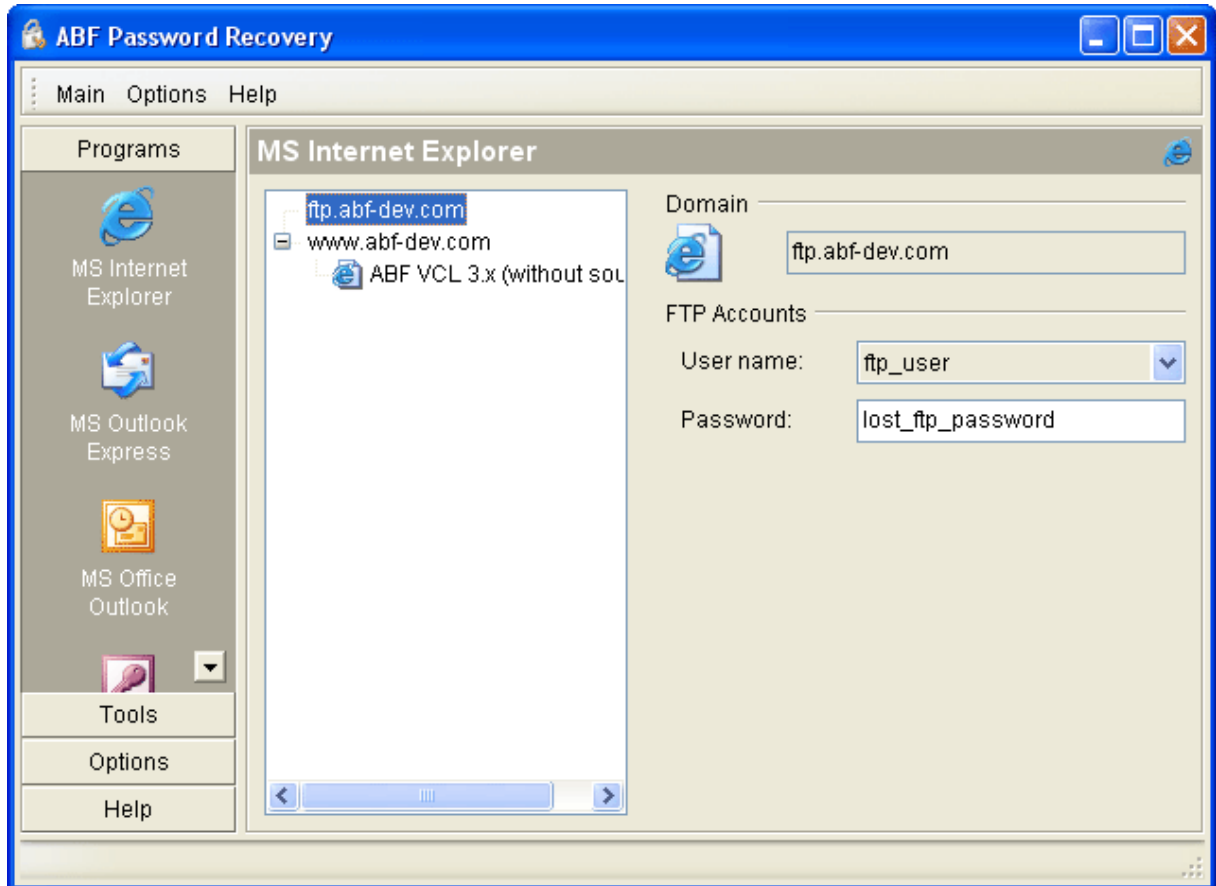 ABF Password Recovery
Main Options Help
Programs
MS Internet
Explorer
MS Outlook
Express
MS Office
Outlook
Tools
Options
Help
MS Internet Explorer
ftp.abf-dev.com
www.abf-dev.com
ABF VCL 3.x (without sou
Domain
ftp.abf-dev.com
FTP Accounts
User name:
ftp_user
Password:
lost_ftp_password